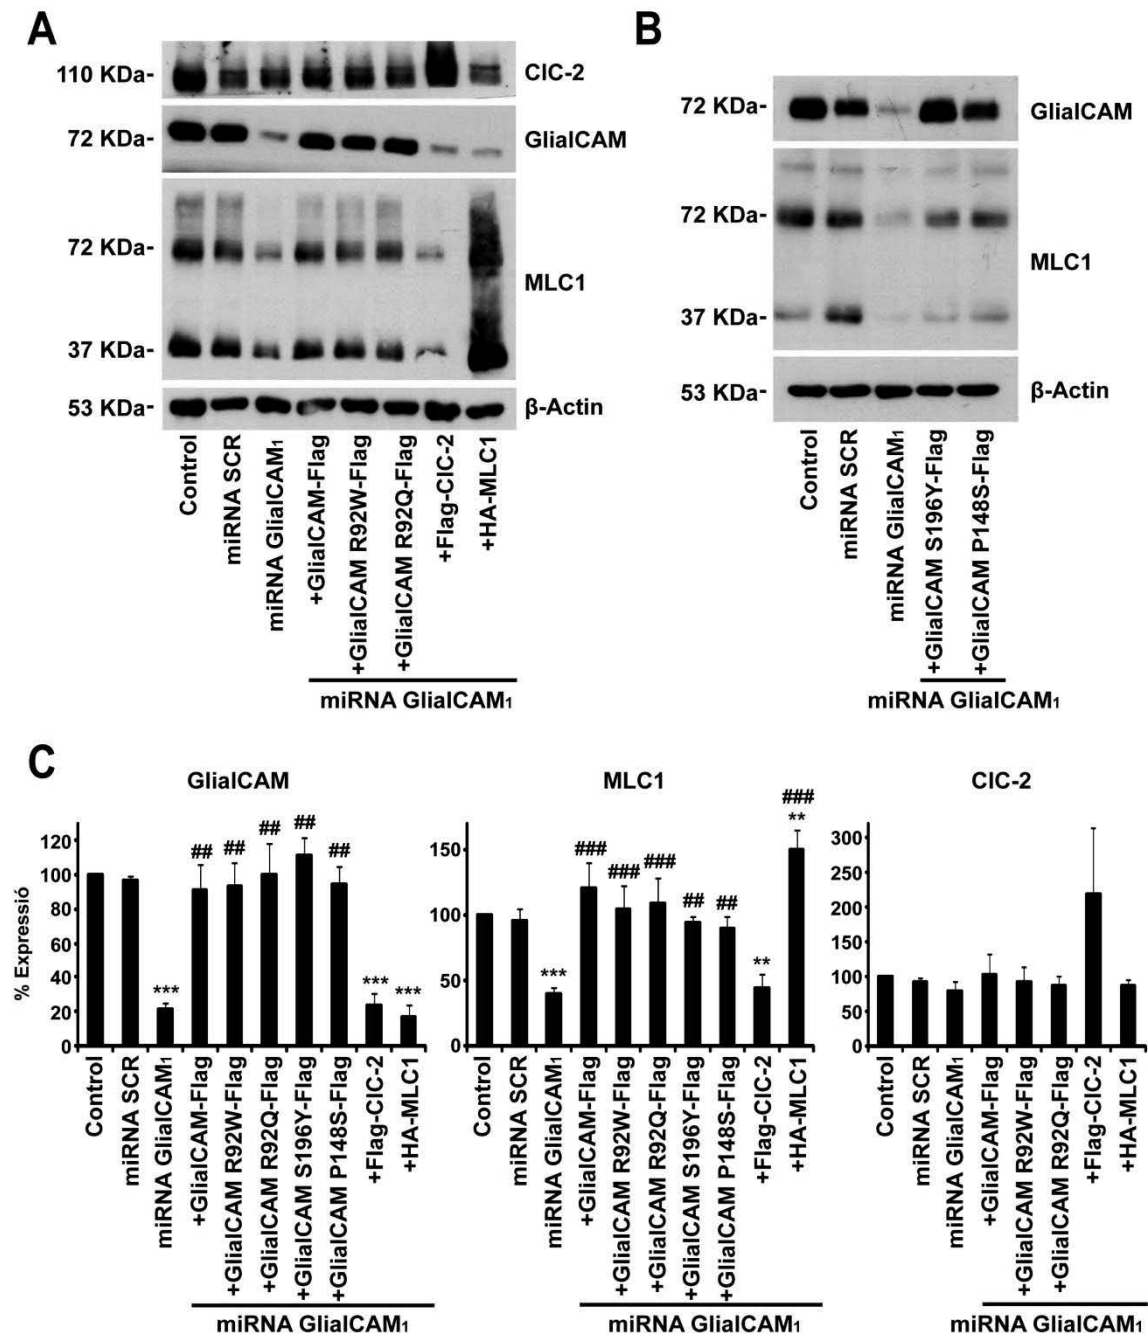 A
110 KDa-
ClC-2
72 KDa-
GlialCAM
72 KDa-
MLC1
37 KDa-
53 KDa-
β-Actin
Control
miRNA SCR
miRNA GlialCAM₁
+GlialCAM-Flag
+GlialCAM R92W-Flag
+GlialCAM R92Q-Flag
+Flag-ClC-2
+HA-MLC1
miRNA GlialCAM₁
B
72 KDa-
GlialCAM
72 KDa-
MLC1
37 KDa-
53 KDa-
β-Actin
Control
miRNA SCR
miRNA GlialCAM₁
+GlialCAM S196Y-Flag
+GlialCAM P148S-Flag
miRNA GlialCAM₁
C
GlialCAM
% Expressió
120
100
80
60
40
20
0
***
##
##
##
##
##
***
***
Control
miRNA SCR
miRNA GlialCAM₁
+GlialCAM-Flag
+GlialCAM R92W-Flag
+GlialCAM R92Q-Flag
+GlialCAM S196Y-Flag
+GlialCAM P148S-Flag
+Flag-ClC-2
+HA-MLC1
miRNA GlialCAM₁
MLC1
150
100
50
0
***
###
###
###
##
##
**
###
**
Control
miRNA SCR
miRNA GlialCAM₁
+GlialCAM-Flag
+GlialCAM R92W-Flag
+GlialCAM R92Q-Flag
+GlialCAM S196Y-Flag
+GlialCAM P148S-Flag
+Flag-ClC-2
+HA-MLC1
miRNA GlialCAM₁
ClC-2
300
250
200
150
100
50
0
Control
miRNA SCR
miRNA GlialCAM₁
+GlialCAM-Flag
+GlialCAM R92W-Flag
+GlialCAM R92Q-Flag
+Flag-ClC-2
+HA-MLC1
miRNA GlialCAM₁